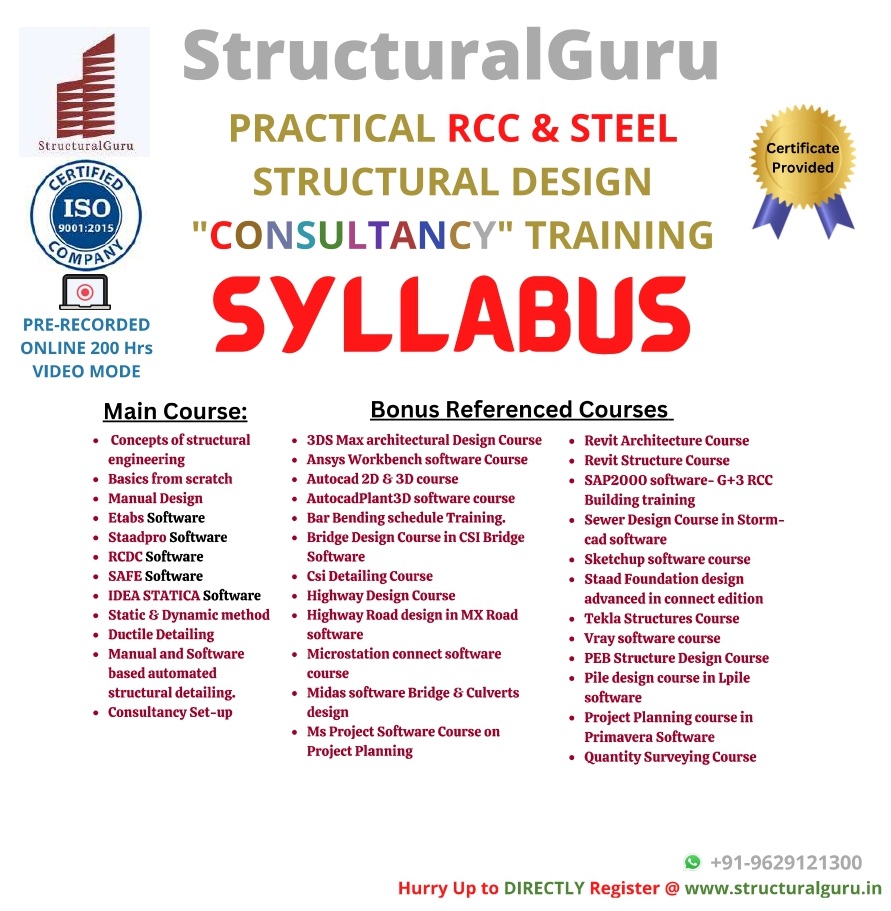 StructuralGuru
StructuralGuru
PRACTICAL RCC & STEEL
STRUCTURAL DESIGN
"CONSULTANCY" TRAINING
SYLLABUS
Certificate
Provided
CERTIFIED
ISO
9001:2015
COMPANY
PRE-RECORDED
ONLINE 200 Hrs
VIDEO MODE
Main Course:
• Concepts of structural
engineering
• Basics from scratch
• Manual Design
• Etabs Software
• Staadpro Software
• RCDC Software
• SAFE Software
• IDEA STATICA Software
• Static & Dynamic method
• Ductile Detailing
• Manual and Software
based automated
structural detailing.
• Consultancy Set-up
Bonus Referenced Courses
• 3DS Max architectural Design Course
• Ansys Workbench software Course
• Autocad 2D & 3D course
• AutocadPlant3D software course
• Bar Bending schedule Training.
• Bridge Design Course in CSI Bridge
Software
• Csi Detailing Course
• Highway Design Course
• Highway Road design in MX Road
software
• Microstation connect software
course
• Midas software Bridge & Culverts
design
• Ms Project Software Course on
Project Planning
• Revit Architecture Course
• Revit Structure Course
• SAP2000 software- G+3 RCC
Building training
• Sewer Design Course in Storm-
cad software
• Sketchup software course
• Staad Foundation design
advanced in connect edition
• Tekla Structures Course
• Vray software course
• PEB Structure Design Course
• Pile design course in Lpile
software
• Project Planning course in
Primavera Software
• Quantity Surveying Course
+91-9629121300
Hurry Up to DIRECTLY Register @ www.structuralguru.in